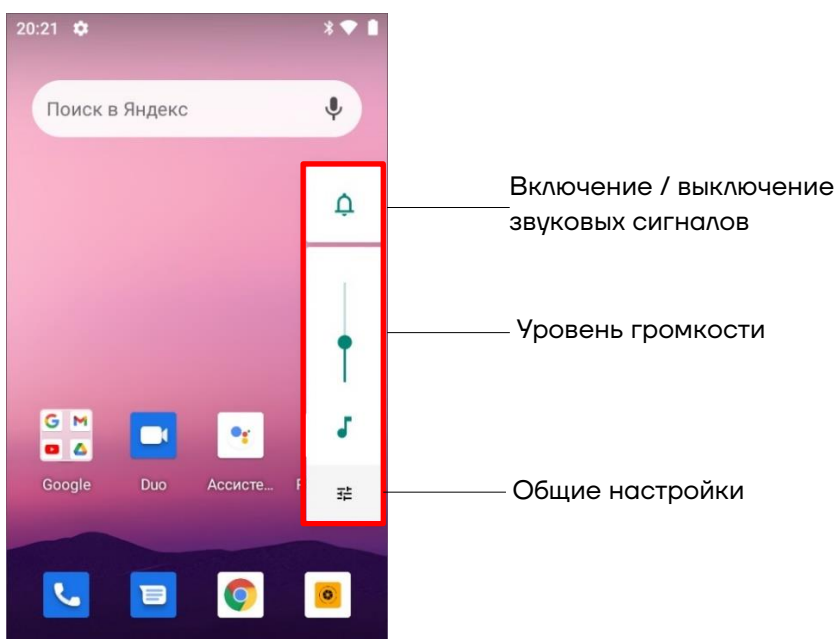 20:21
Поиск в Яндекс
Включение / выключение
звуковых сигналов
Уровень громкости
Google
Duo
Ассисте...
Общие настройки